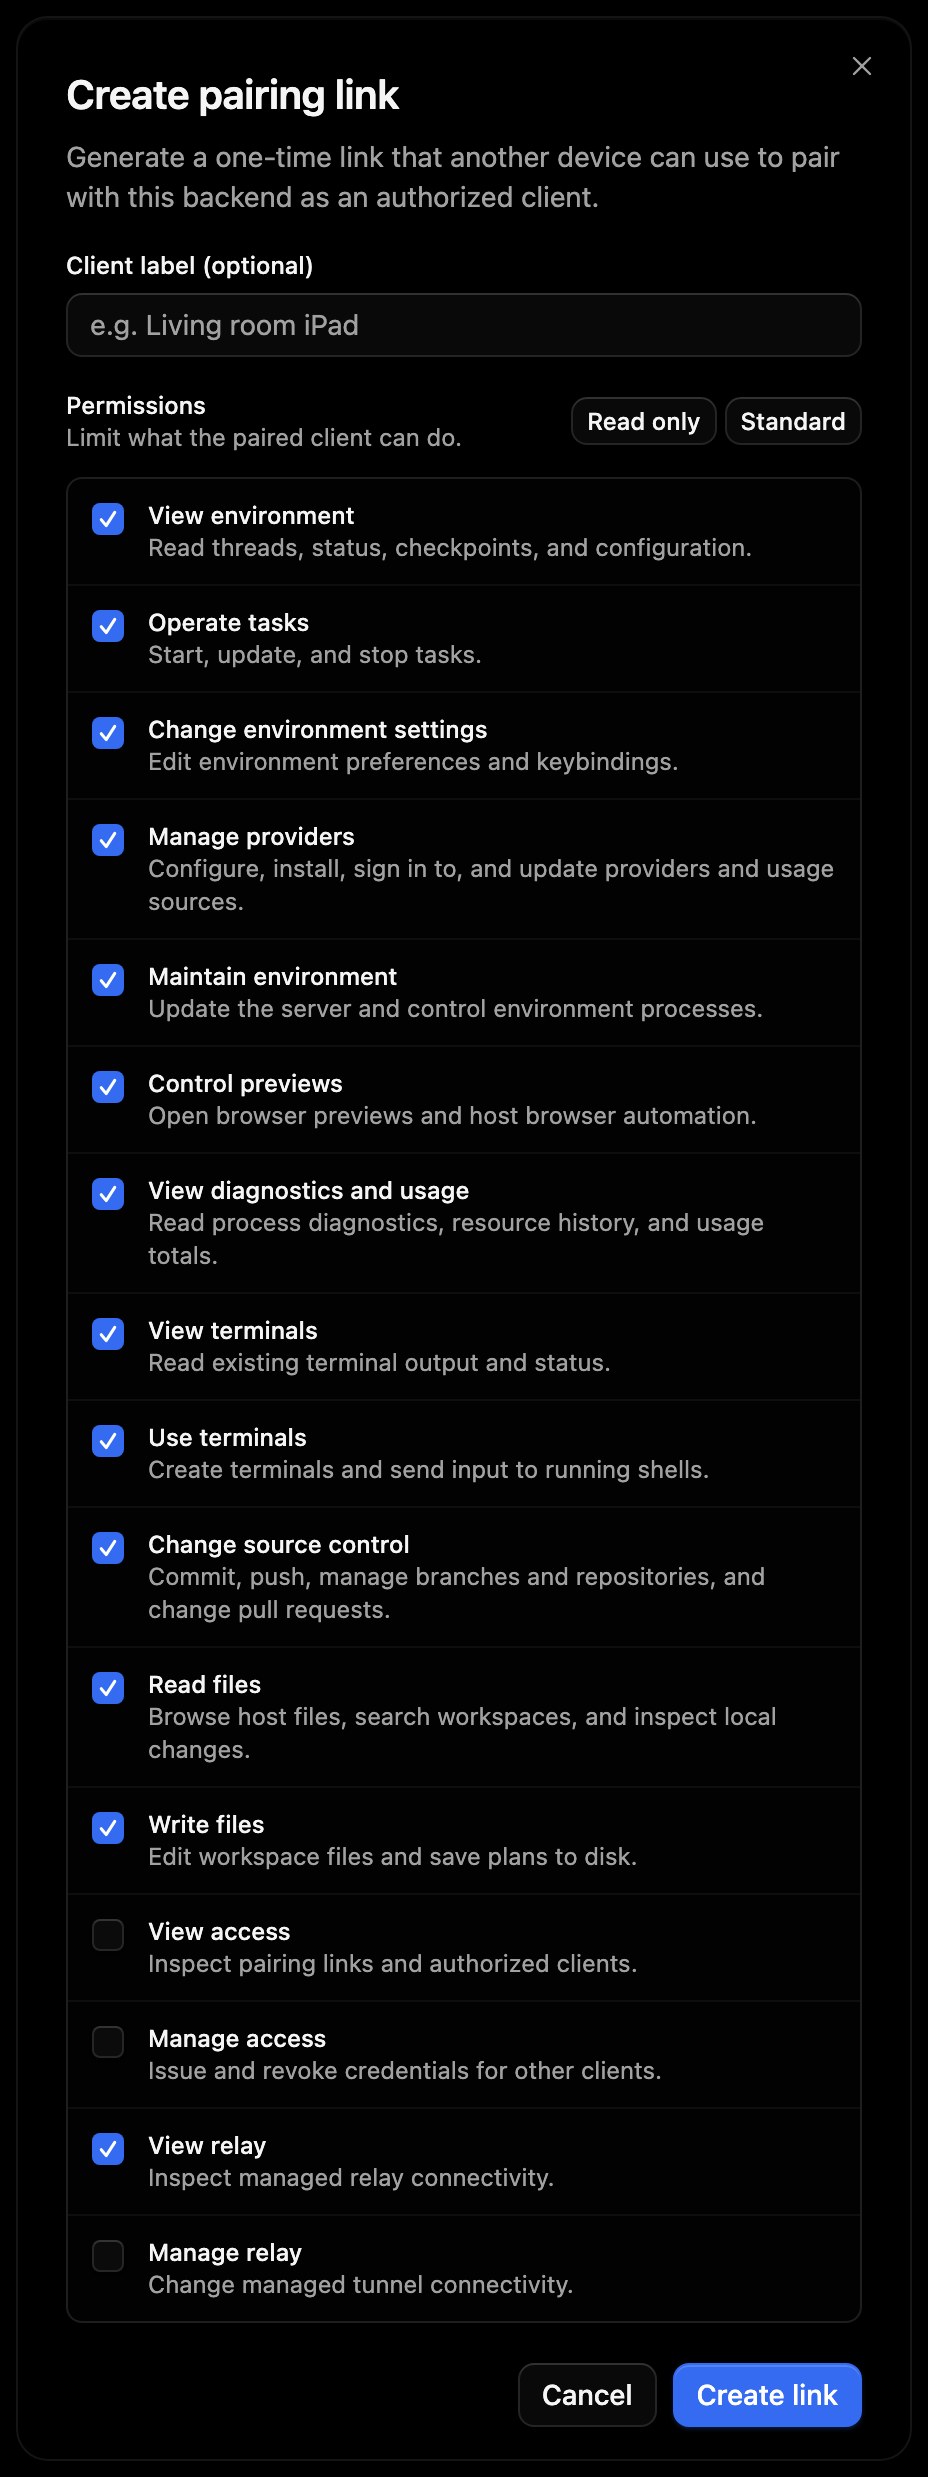 Create pairing link
Generate a one-time link that another device can use to pair
with this backend as an authorized client.
Client label (optional)
e.g. Living room iPad
Permissions
Limit what the paired client can do.
Read only
Standard
View environment
Read threads, status, checkpoints, and configuration.
Operate tasks
Start, update, and stop tasks.
Change environment settings
Edit environment preferences and keybindings.
Manage providers
Configure, install, sign in to, and update providers and usage
sources.
Maintain environment
Update the server and control environment processes.
Control previews
Open browser previews and host browser automation.
View diagnostics and usage
Read process diagnostics, resource history, and usage
totals.
View terminals
Read existing terminal output and status.
Use terminals
Create terminals and send input to running shells.
Change source control
Commit, push, manage branches and repositories, and
change pull requests.
Read files
Browse host files, search workspaces, and inspect local
changes.
Write files
Edit workspace files and save plans to disk.
View access
Inspect pairing links and authorized clients.
Manage access
Issue and revoke credentials for other clients.
View relay
Inspect managed relay connectivity.
Manage relay
Change managed tunnel connectivity.
Cancel
Create link